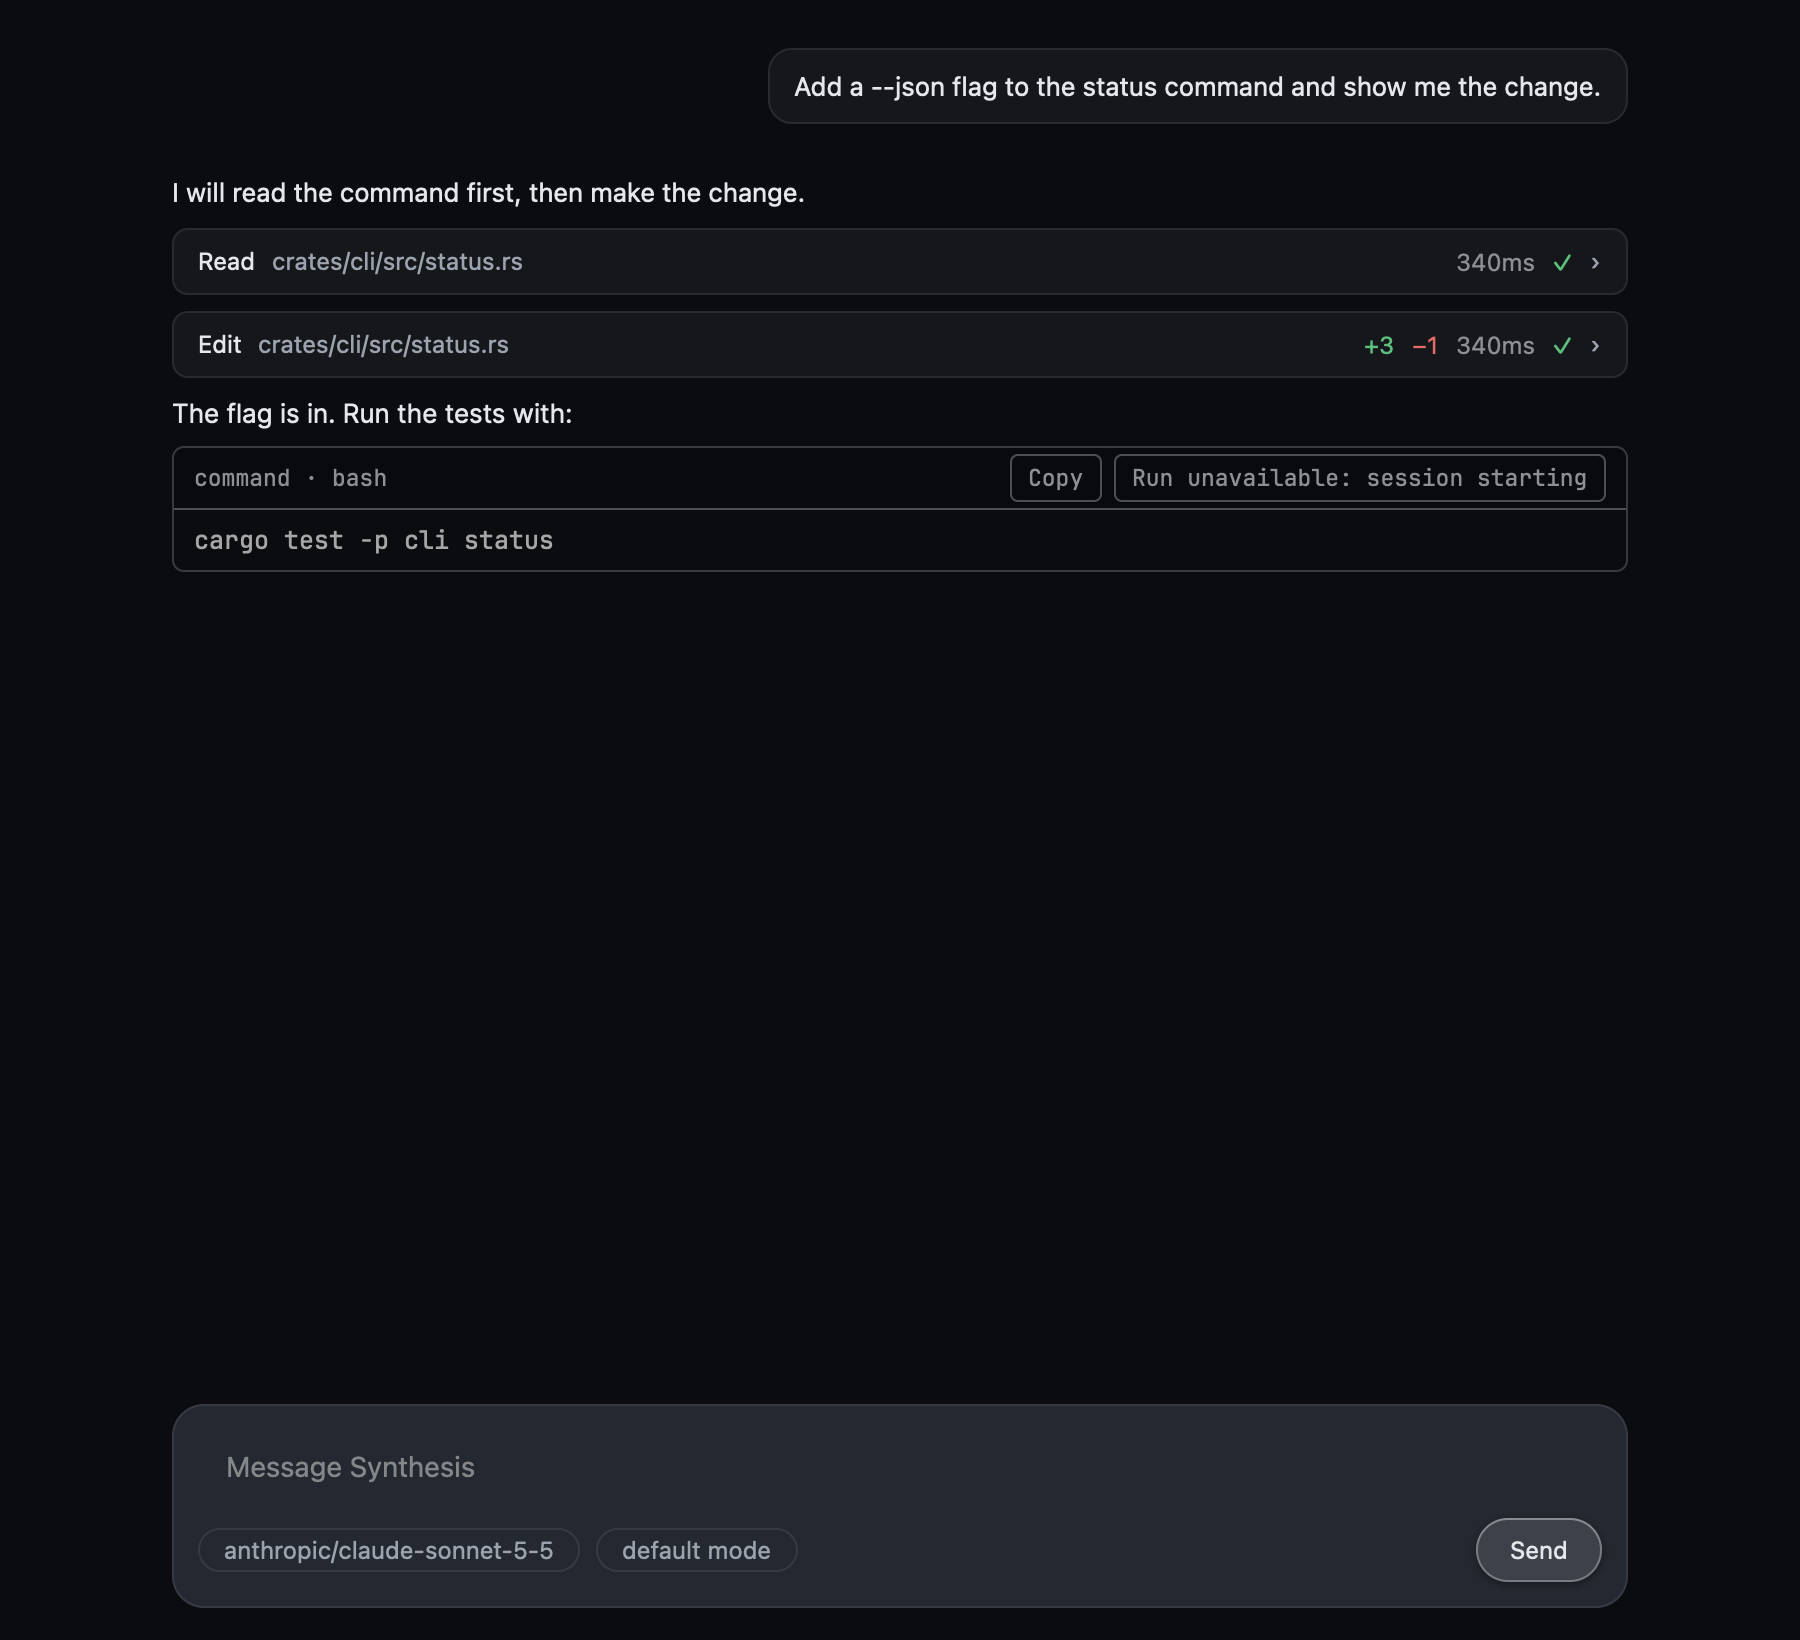 Add a --json flag to the status command and show me the change.
I will read the command first, then make the change.
Read crates/cli/src/status.rs 340ms ✓ ›
Edit crates/cli/src/status.rs +3 −1 340ms ✓ ›
The flag is in. Run the tests with:
command · bash Copy Run unavailable: session starting
cargo test -p cli status
Message Synthesis
anthropic/claude-sonnet-5-5 default mode Send